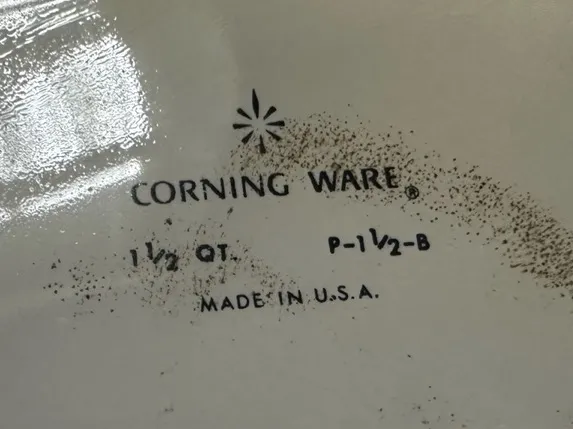 CORNING WARE®
1 1/2 QT. P-1 1/2-B
MADE IN U.S.A.